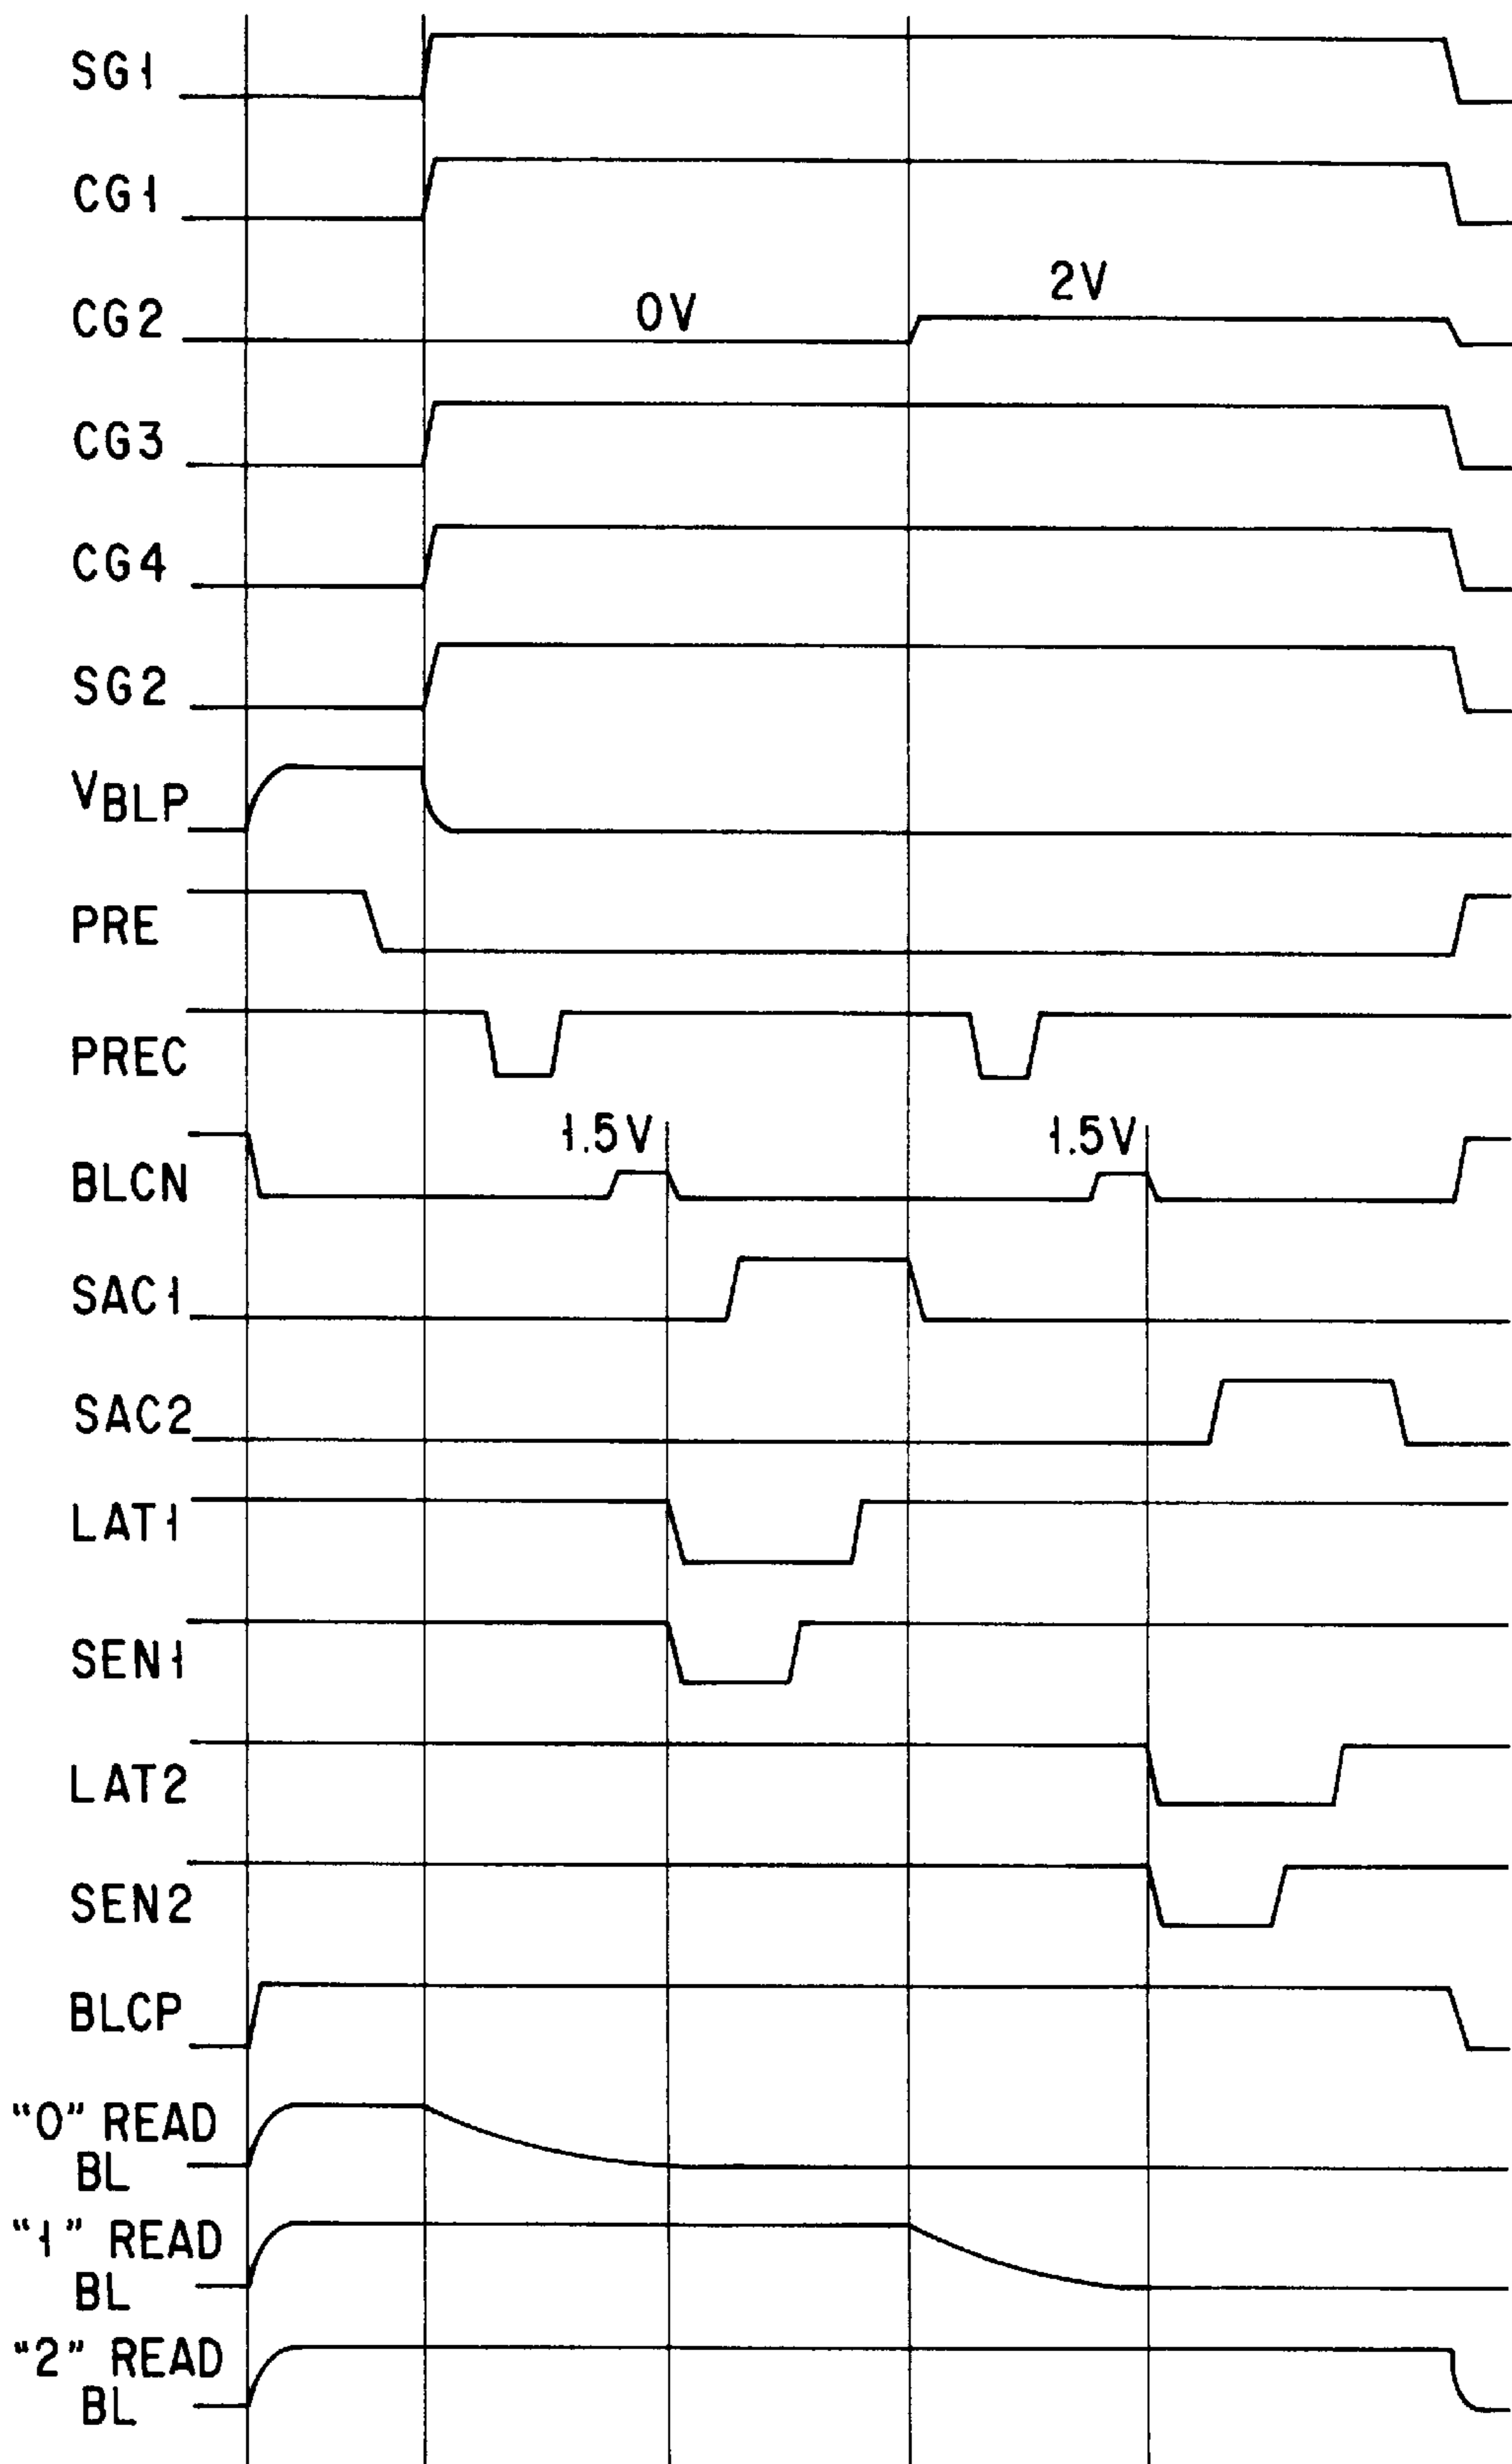 SG1
CG1
2V
CG2 0V
CG3
CG4
SG2
VBLP
PRE
PREC
1.5V 1.5V
BLCN
SAC1
SAC2
LAT1
SEN1
LAT2
SEN2
BLCP
"0" READ
BL
"1" READ
BL
"2" READ
BL